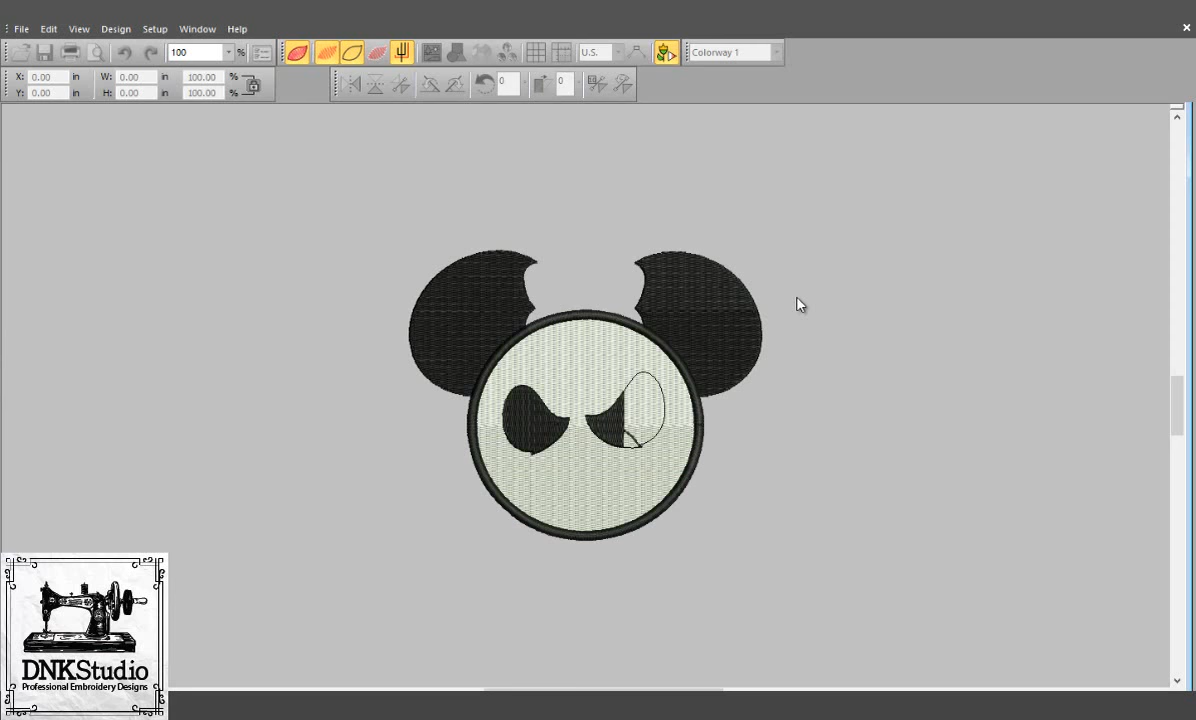 File Edit View Design Setup Window Help
100 % U.S. Colorway 1
X: 0.00 in W: 0.00 in 100.00 % 0 0
Y: 0.00 in H: 0.00 in 100.00 %
DNKStudio
Professional Embroidery Designs